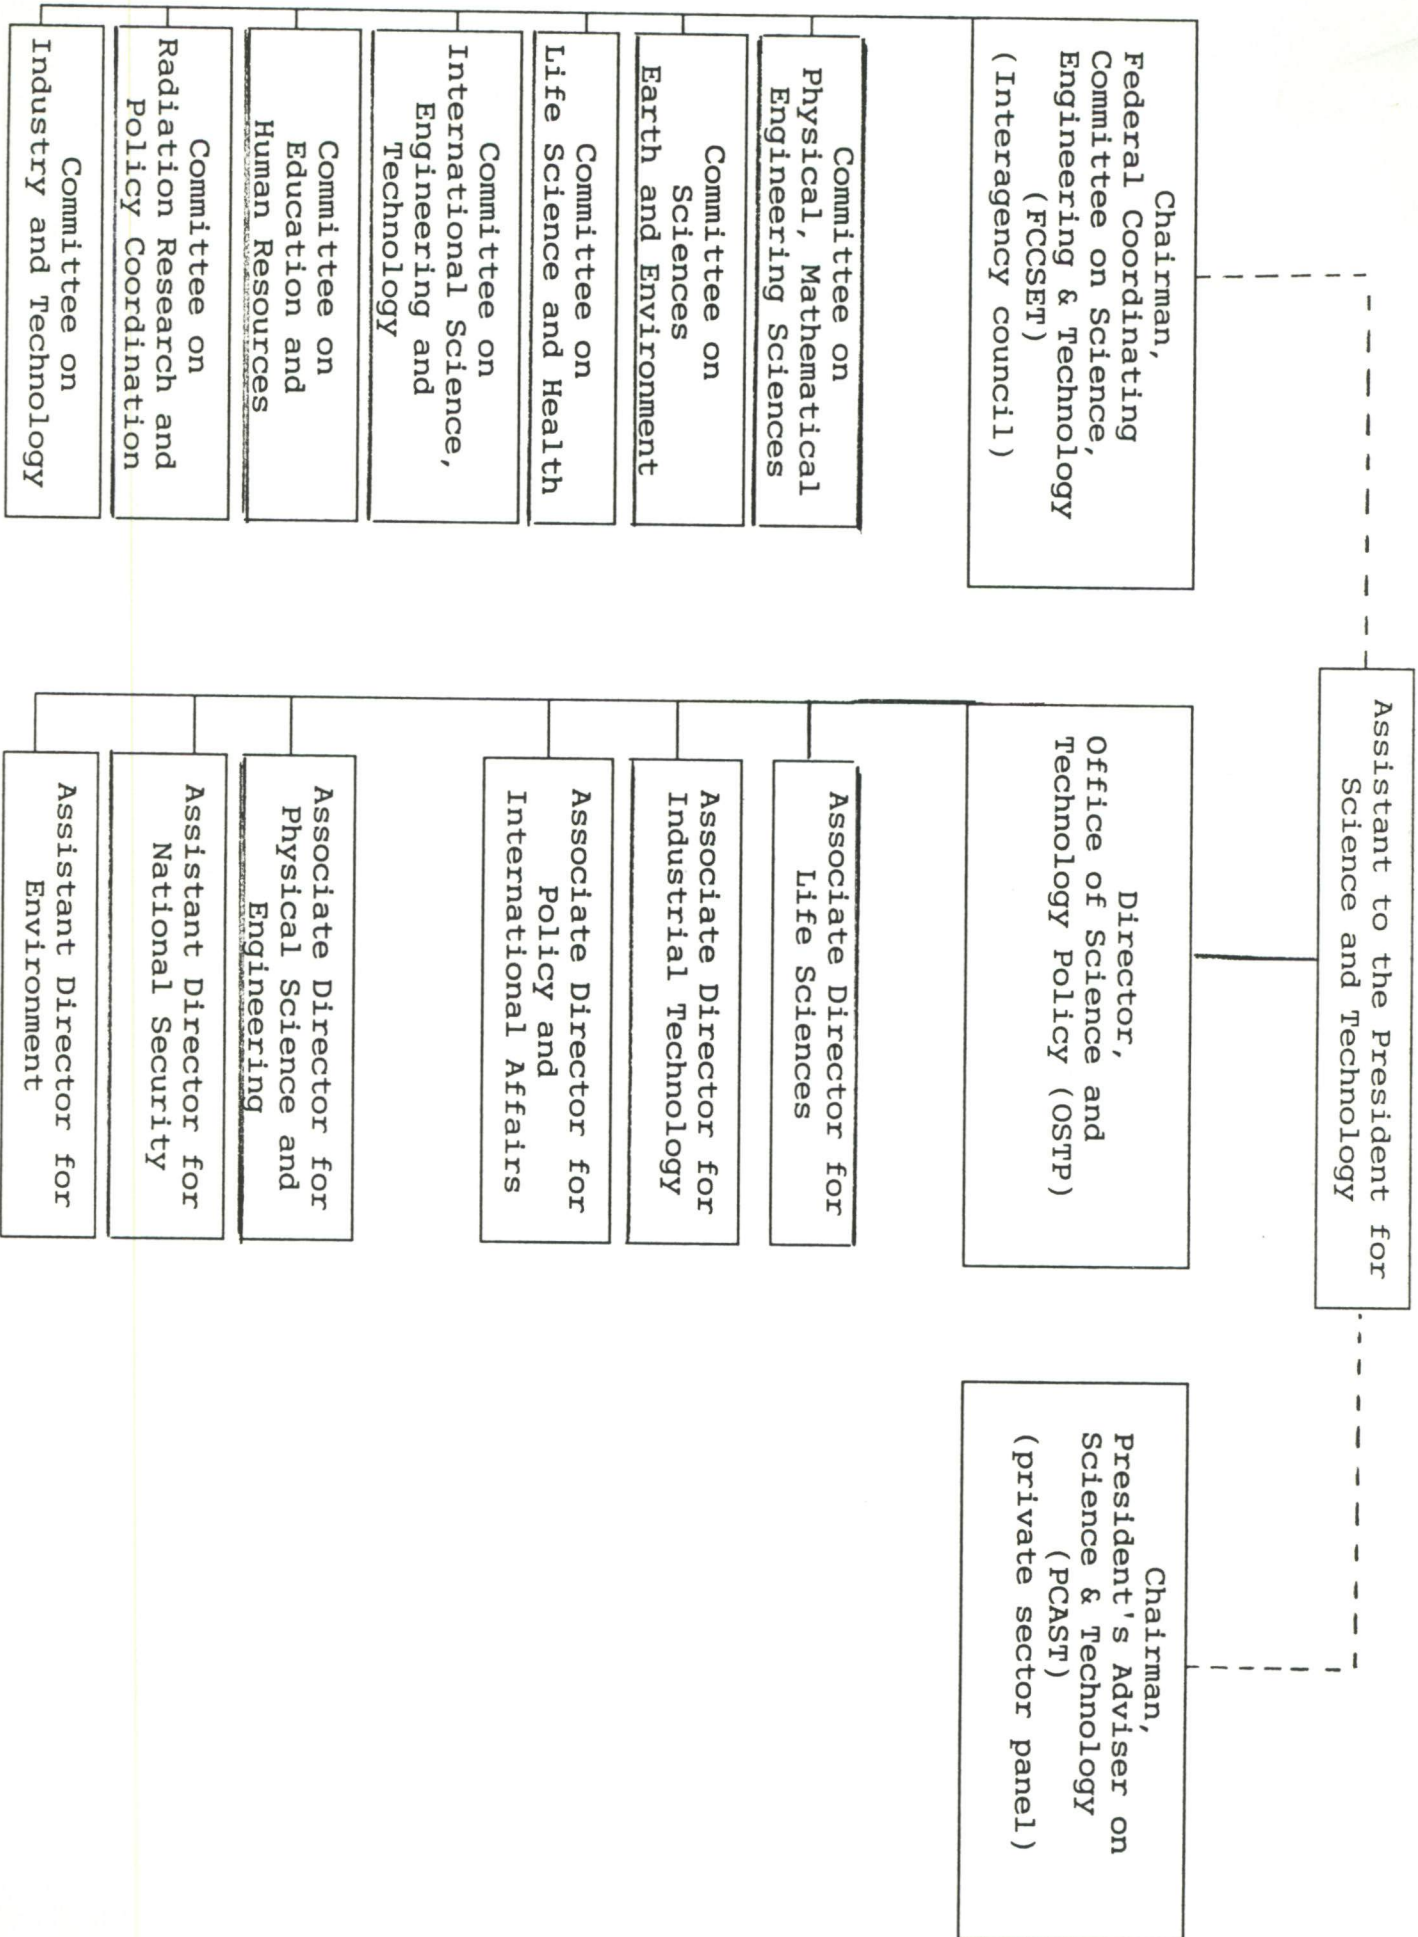 Assistant to the President for
Science and Technology
Chairman,
Federal Coordinating
Committee on Science,
Engineering & Technology
(FCCSET)
(Interagency council)
Committee on
Physical, Mathematical
Engineering Sciences
Committee on
Sciences
Earth and Environment
Committee on
Life Science and Health
Committee on
International Science,
Engineering and
Technology
Committee on
Education and
Human Resources
Committee on
Radiation Research and
Policy Coordination
Committee on
Industry and Technology
Director,
Office of Science and
Technology Policy (OSTP)
Associate Director for
Life Sciences
Associate Director for
Industrial Technology
Associate Director for
Policy and
International Affairs
Associate Director for
Physical Science and
Engineering
Assistant Director for
National Security
Assistant Director for
Environment
Chairman,
President's Adviser on
Science & Technology
(PCAST)
(private sector panel)